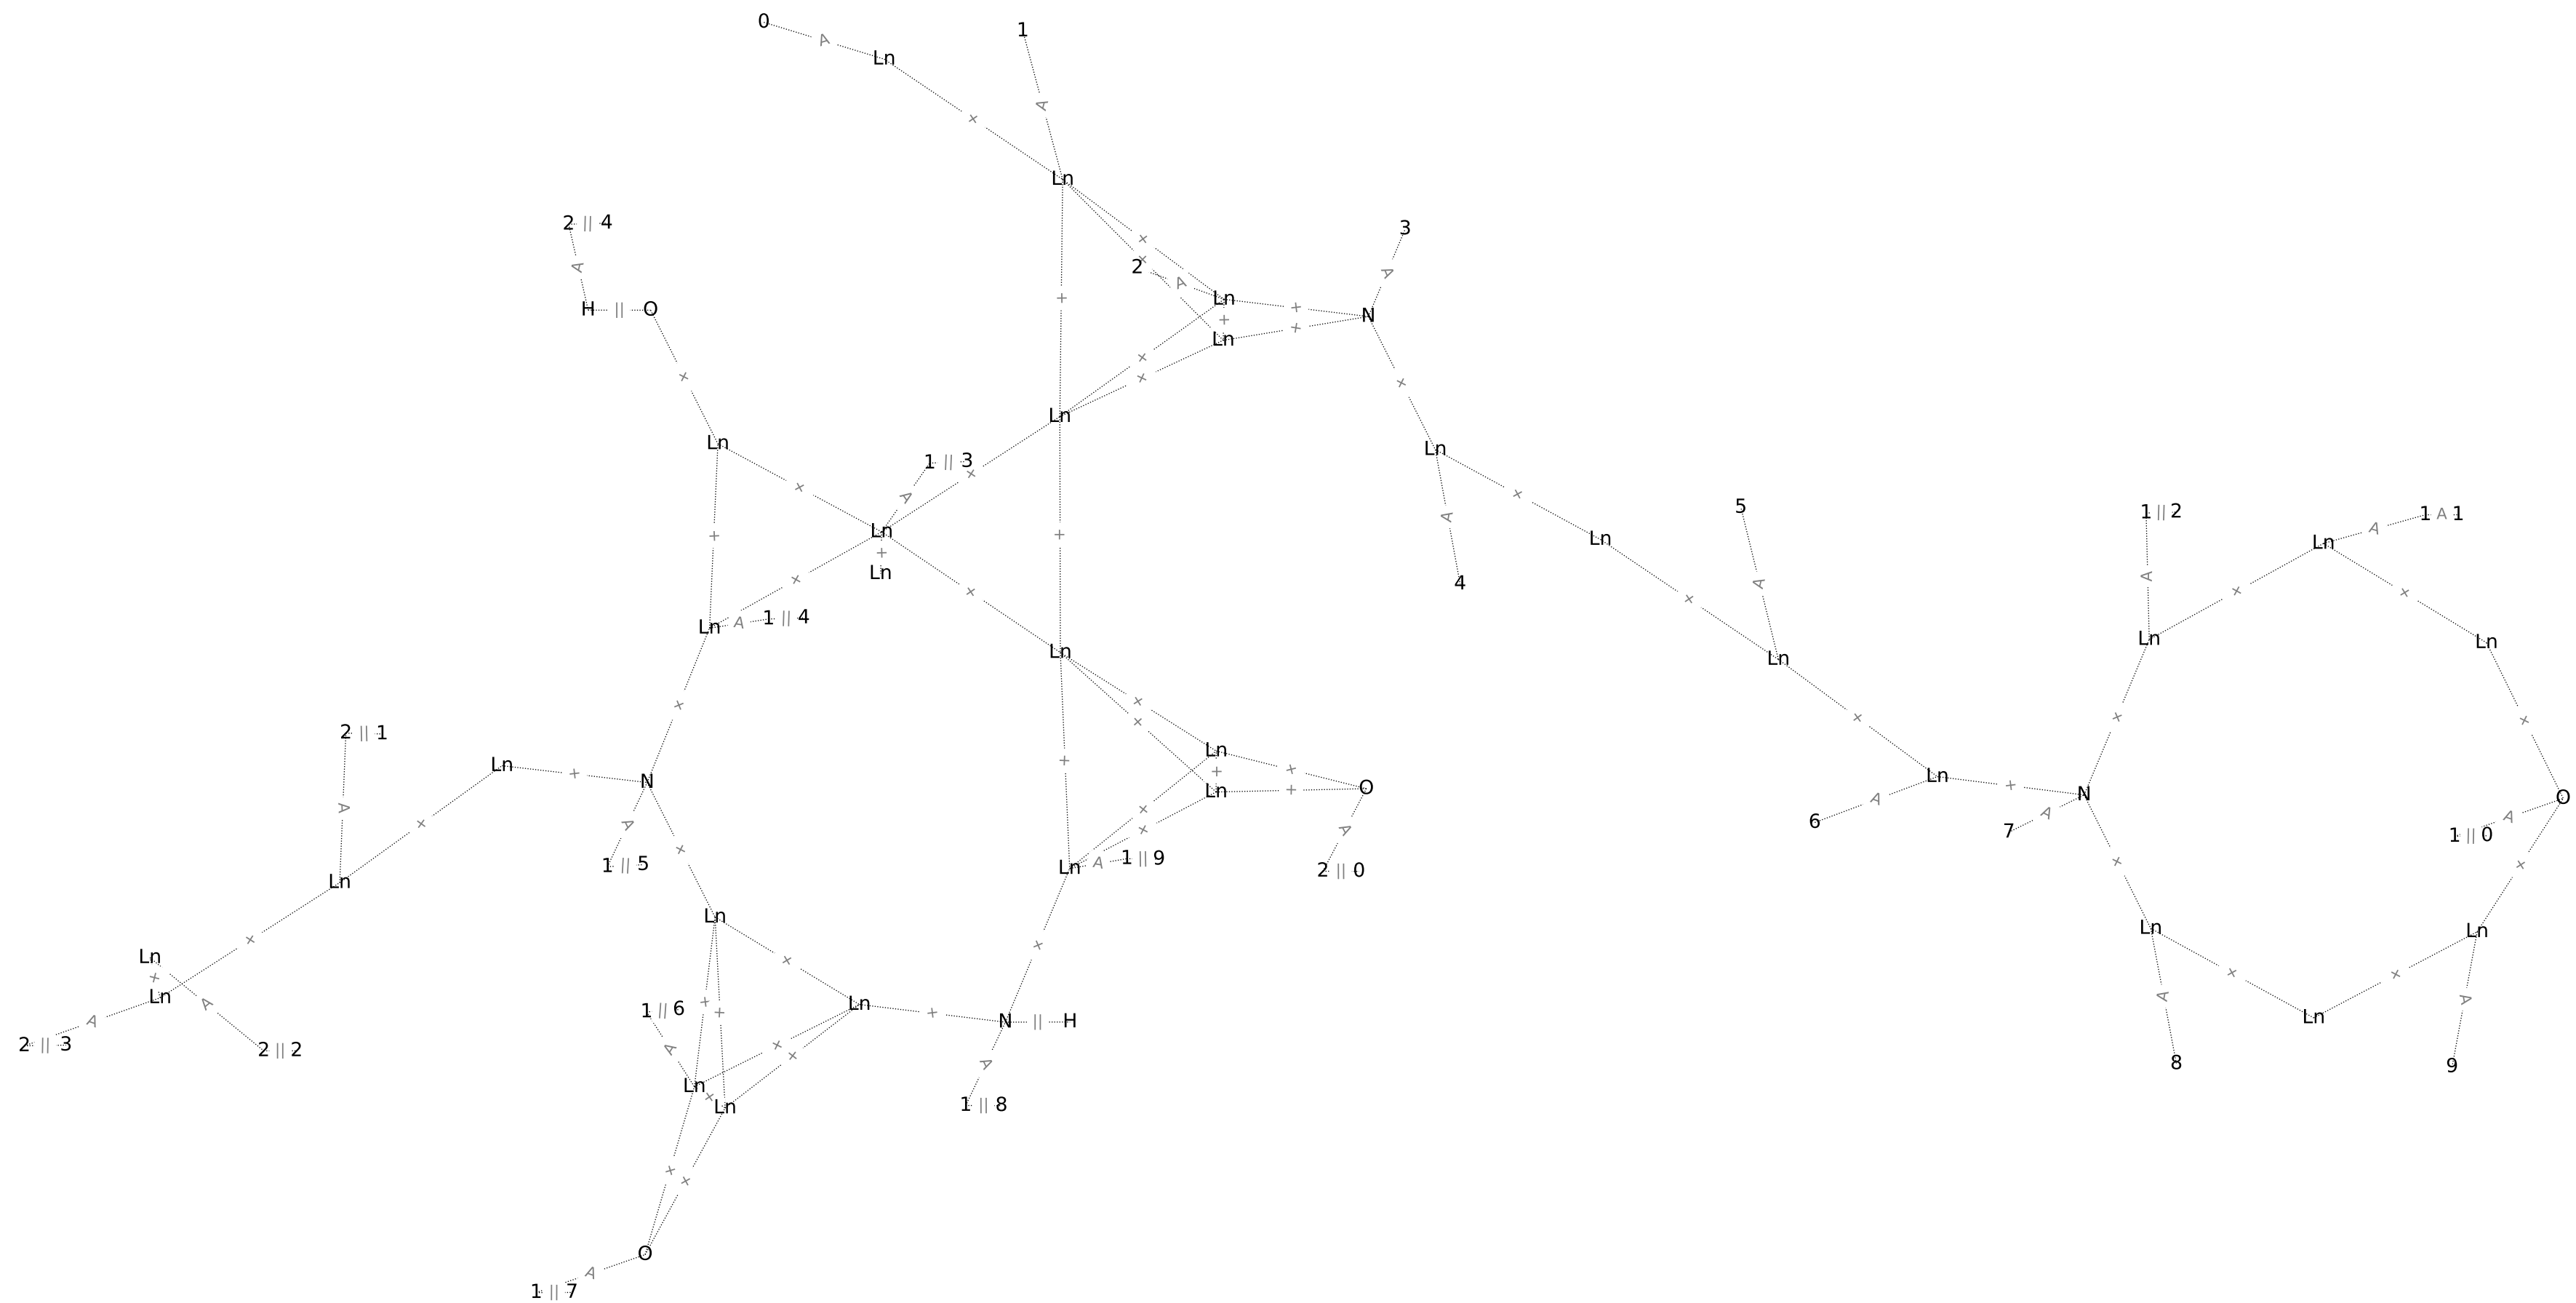 0 A Ln
1
A
+
A
+
2 || 4
3
+
2 A Ln + N
A
A
+
H || O
Ln + N
+
+
+
+
Ln
Ln
Ln
1 || 3
+
+
A
+
5
1 || 2
1 A 1
A
A
Ln
Ln
Ln
+
+
A
A
+
Ln
4
+
+
+
+
Ln A 1 || 4
Ln
Ln
Ln
Ln
+
+
+
+
+
+
2 || 1
Ln
Ln + N
+
Ln + O
Ln + N
O
+
Ln + O
A
A
6
7
A
1 || 0
A
A
+
+
+
+
+
1 || 5
Ln A 1 || 9
2 || 0
Ln
Ln
Ln
Ln
+
+
+
+
+
Ln
+
Ln
A
+
A
A
1 || 6
Ln + N || H
Ln
A
2 || 3
2 || 2
A
+
+
A
8
9
Ln + Ln
1 || 8
+
+
O
A
1 || 7